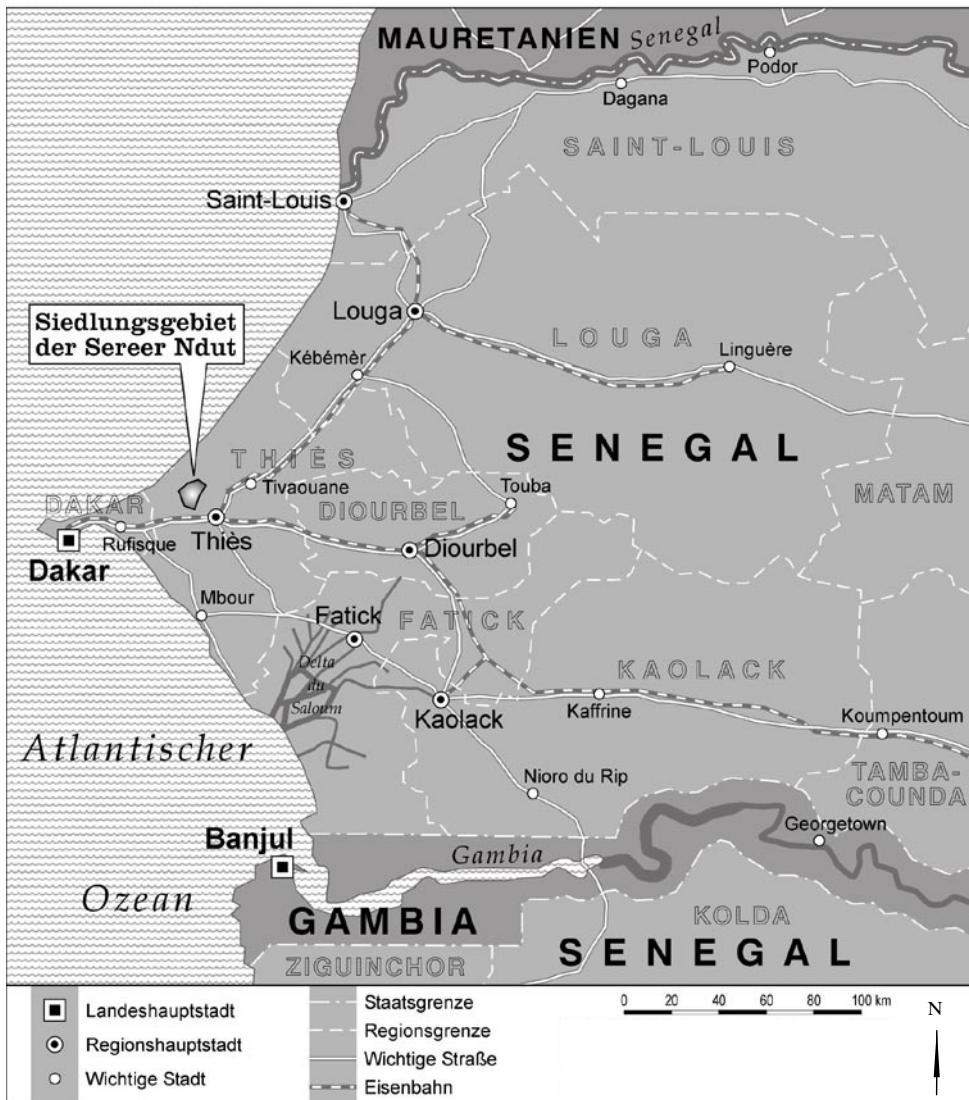 MAURETANIEN
Senegal
Podor
Dagana
SAINT-LOUIS
Saint-Louis
Louga
Siedlungsgebiet
der Sereer Ndut
LOUGA
Kébémèr
Linguère
SENEGAL
THIÈS
Tivaouane
Touba
MATAM
DAKAR
DIOURBEL
Rufisque
Thiès
Diourbel
Dakar
Mbour
Fatick
FATICK
Delta
du
Saloum
KAOLACK
Kaolack
Kaffrine
Koumpentoum
Atlantischer
TAMBA-
COUNDA
Nioro du Rip
Georgetown
Banjul
Gambia
Ozean
GAMBIA
KOLDA
SENEGAL
ZIGUINCHOR
Landeshauptstadt
Regionshauptstadt
Wichtige Stadt
Staatsgrenze
Regionsgrenze
Wichtige Straße
Eisenbahn
0 20 40 60 80 100 km
N